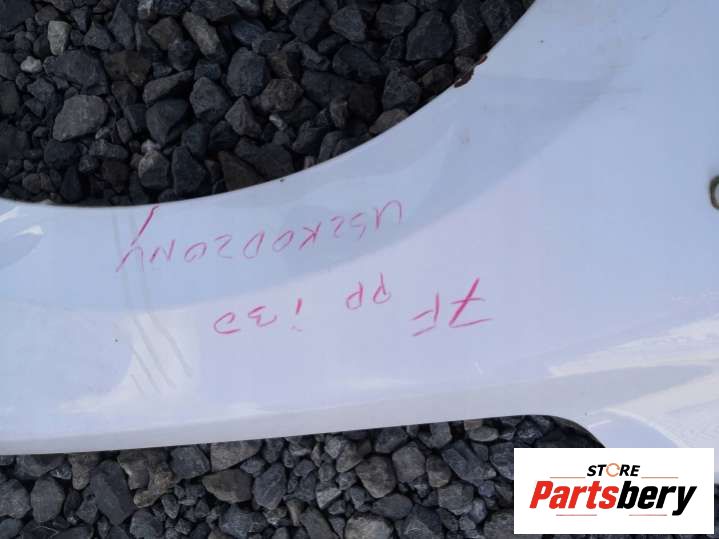 7F PP i30
USZKODZONY
STORE
Partsbery